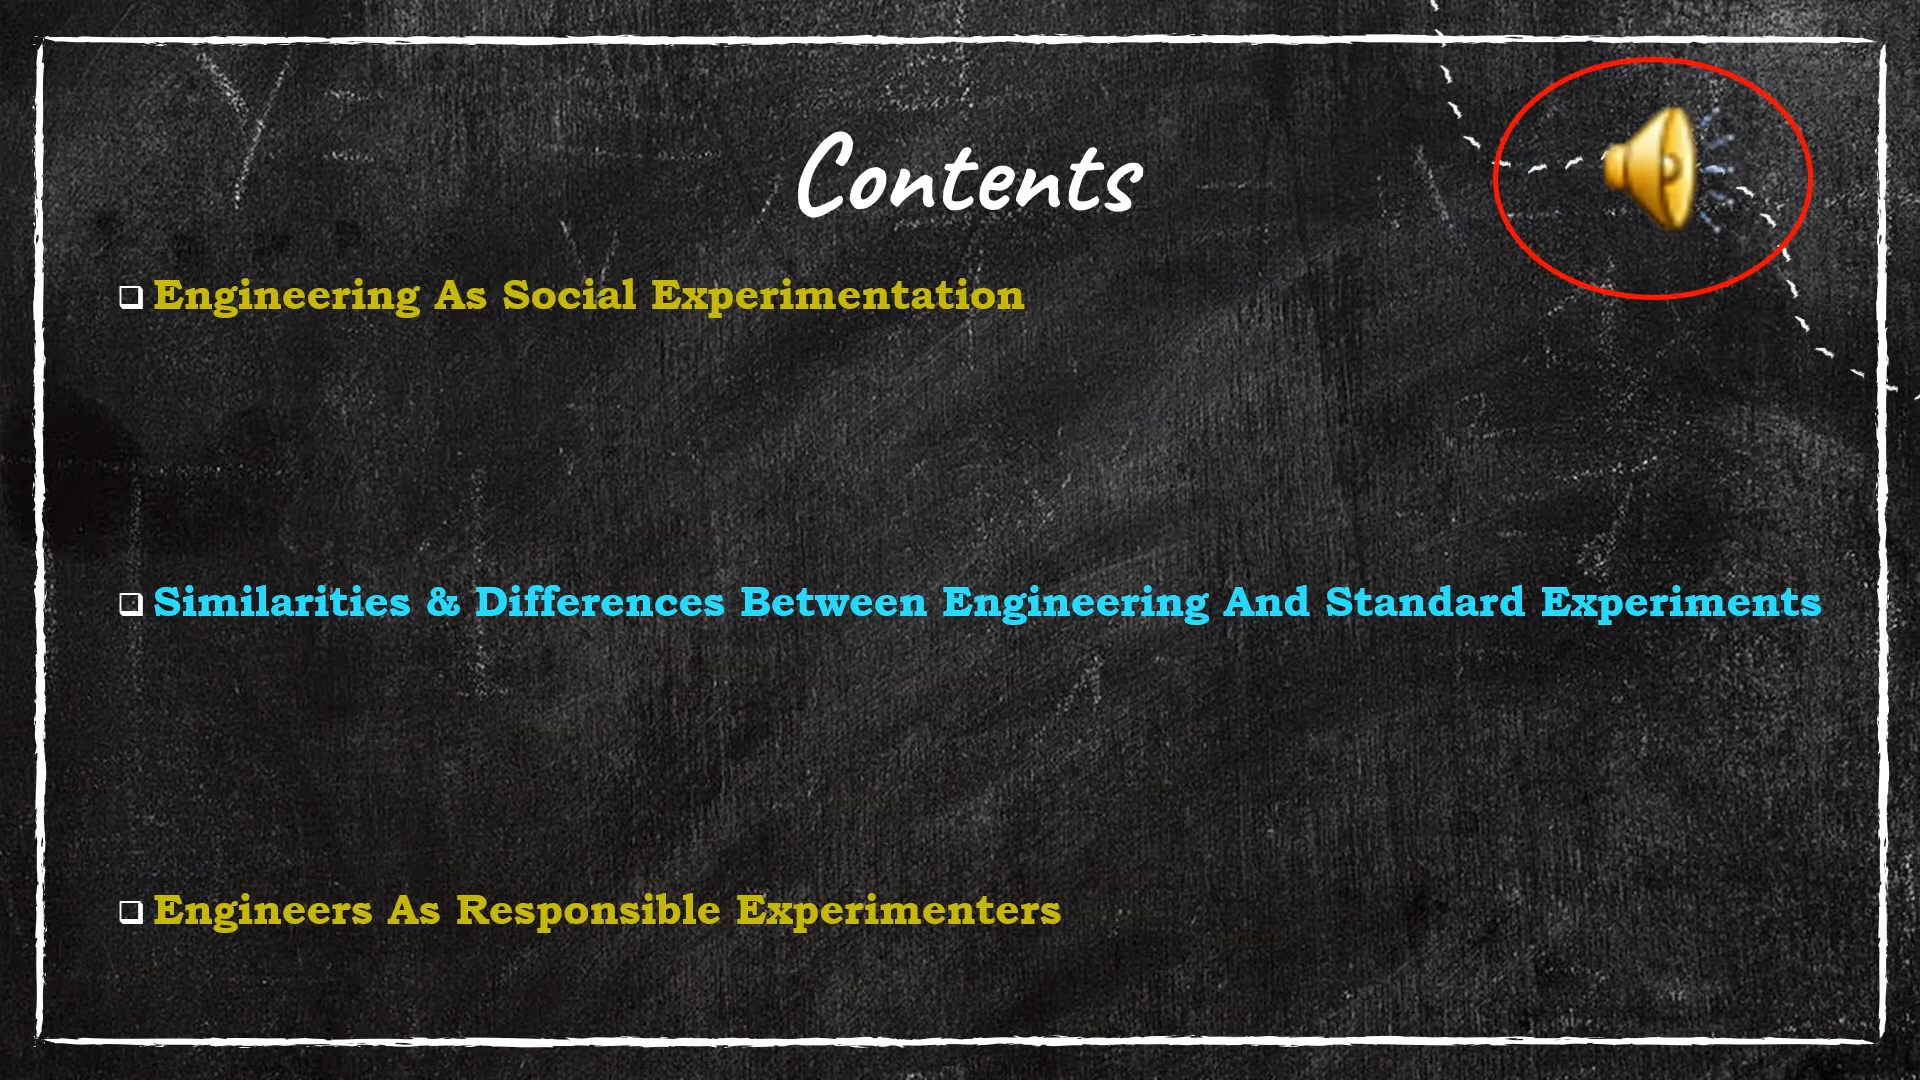 Contents
Engineering As Social Experimentation
Similarities & Differences Between Engineering And Standard Experiments
Engineers As Responsible Experimenters